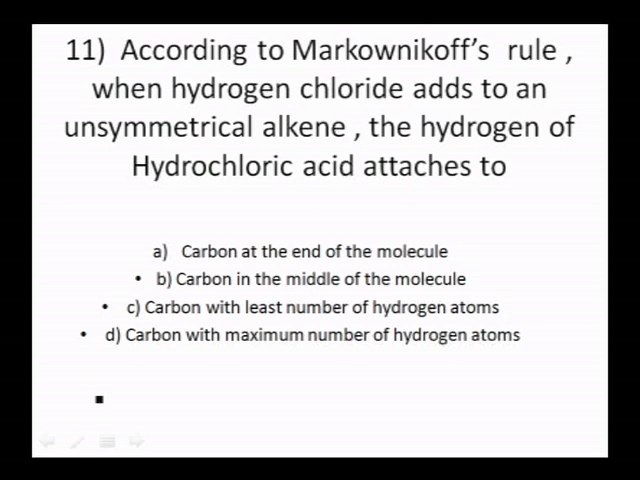 11) According to Markownikoff's rule ,
when hydrogen chloride adds to an
unsymmetrical alkene , the hydrogen of
Hydrochloric acid attaches to
a) Carbon at the end of the molecule
• b) Carbon in the middle of the molecule
• c) Carbon with least number of hydrogen atoms
• d) Carbon with maximum number of hydrogen atoms